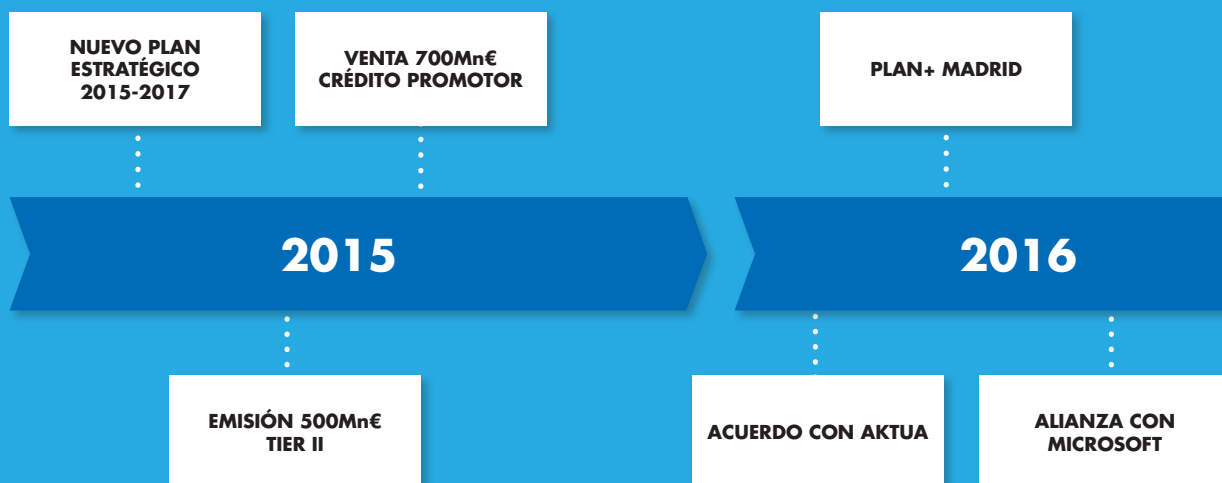 NUEVO PLAN
ESTRATÉGICO
2015-2017
VENTA 700Mn€
CRÉDITO PROMOTOR
PLAN+ MADRID
2015
2016
EMISIÓN 500Mn€
TIER II
ACUERDO CON AKTUA
ALIANZA CON
MICROSOFT